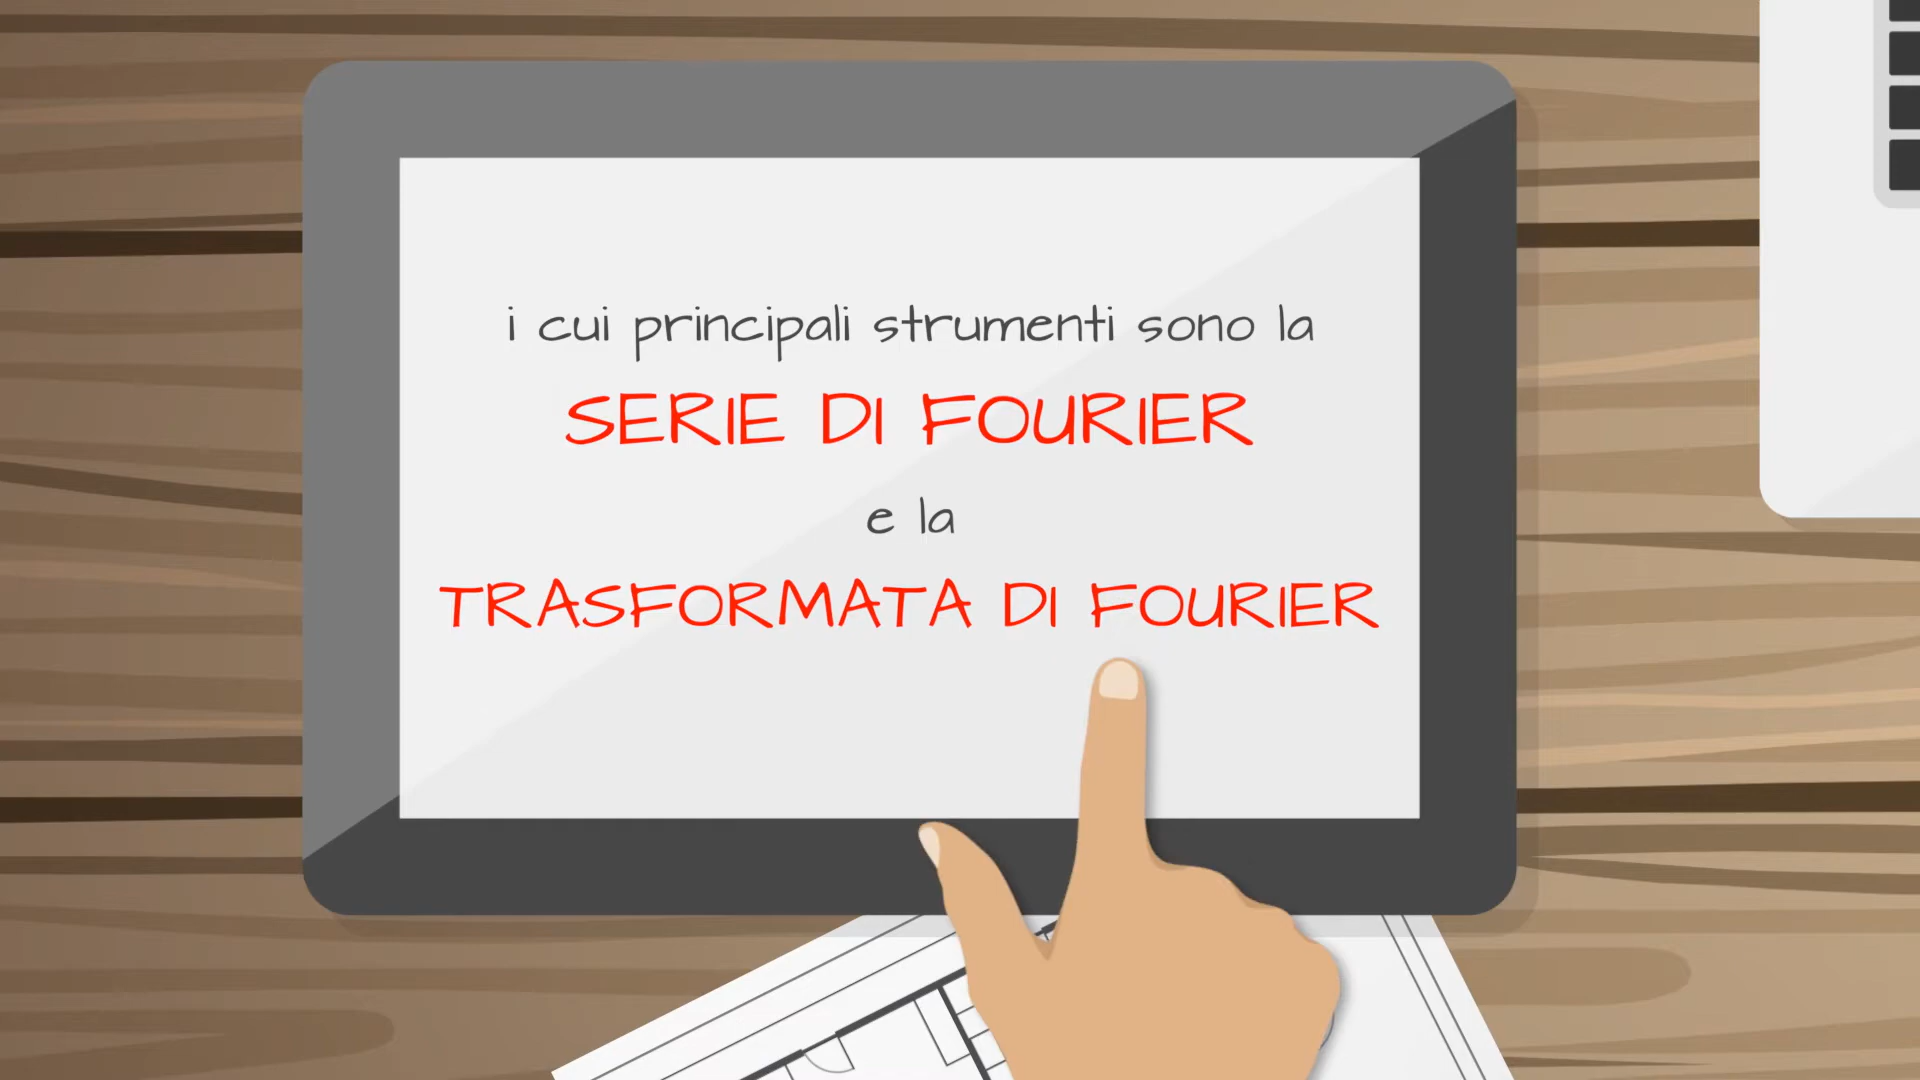 i cui principali strumenti sono la
SERIE DI FOURIER
e la
TRASFORMATA DI FOURIER